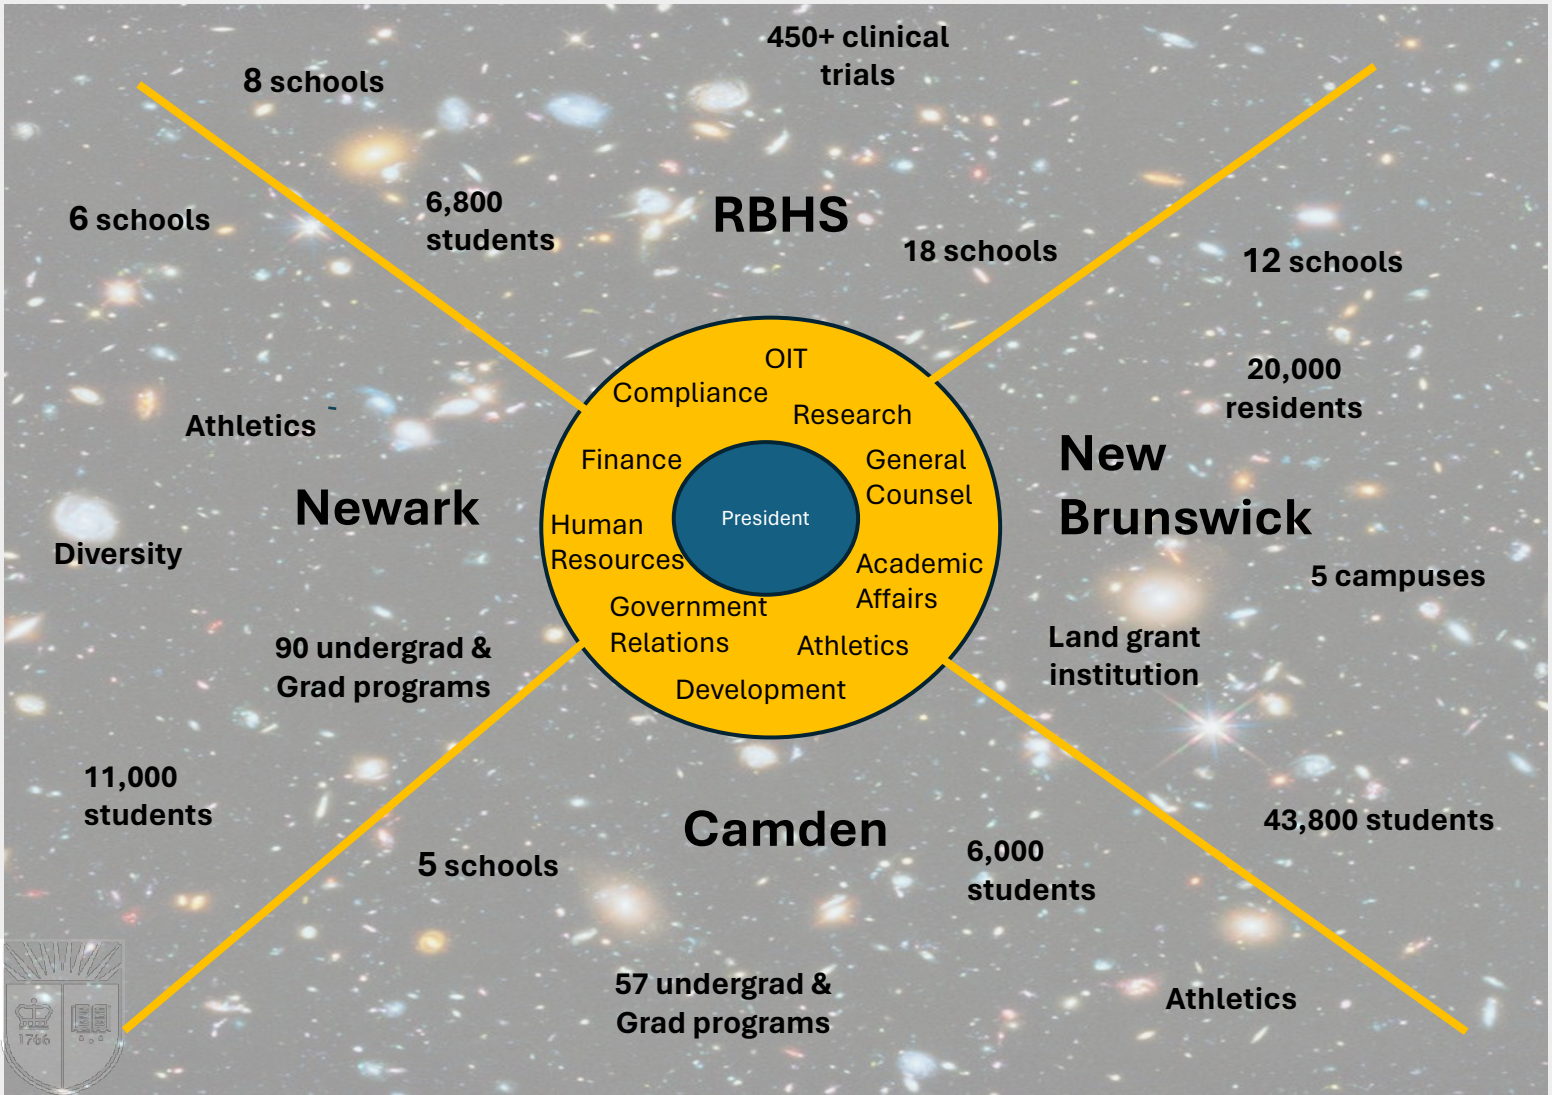 450+ clinical
trials
8 schools
6,800
students
RBHS
18 schools
6 schools
Athletics
Newark
Diversity
90 undergrad &
Grad programs
11,000
students
OIT
Compliance
Research
Finance
General
Counsel
President
Human
Resources
Academic
Affairs
Government
Relations
Athletics
Development
12 schools
20,000
residents
New
Brunswick
5 campuses
Land grant
institution
43,800 students
Camden
5 schools
6,000
students
57 undergrad &
Grad programs
Athletics
1766